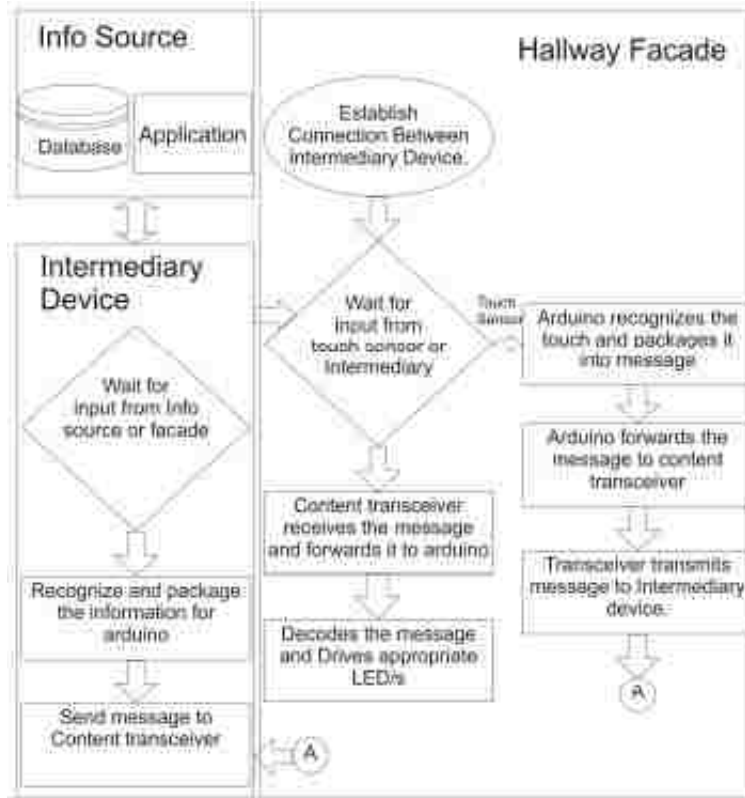 Info Source
Database
Application
Intermediary
Device
Wait for
input from Info
source or facade
Recognize and package
the information for
arduino
Send message to
Content transceiver
Hallway Facade
Establish
Connection Between
Intermediary Device.
Wait for
input from
touch sensor or
Intermediary
Touch
Sensor
Content transceiver
receives the message
and forwards it to arduino
Decodes the message
and Drives appropriate
LED/s
Arduino recognizes the
touch and packages it
into message
Arduino forwards the
message to content
transceiver
Transceiver transmits
message to Intermediary
device.
A
A